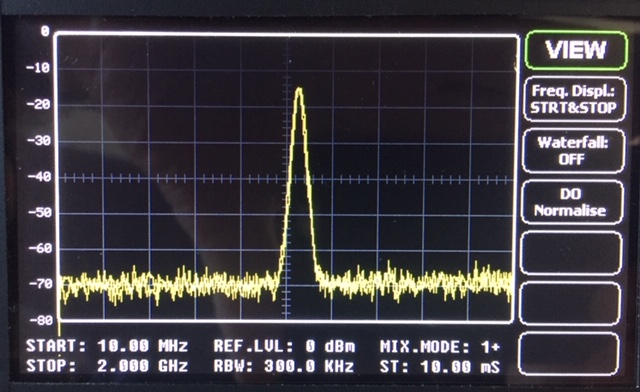 0
VIEW
-10
Freq. Displ.:
STRT&STOP
-20
-30
Waterfall:
OFF
-40
DO
Normalise
-50
-60
-70
-80
START: 10.00 MHz REF.LVL: 0 dBm MIX.MODE: 1+
STOP: 2.000 GHz RBW: 300.0 KHz ST: 10.00 mS